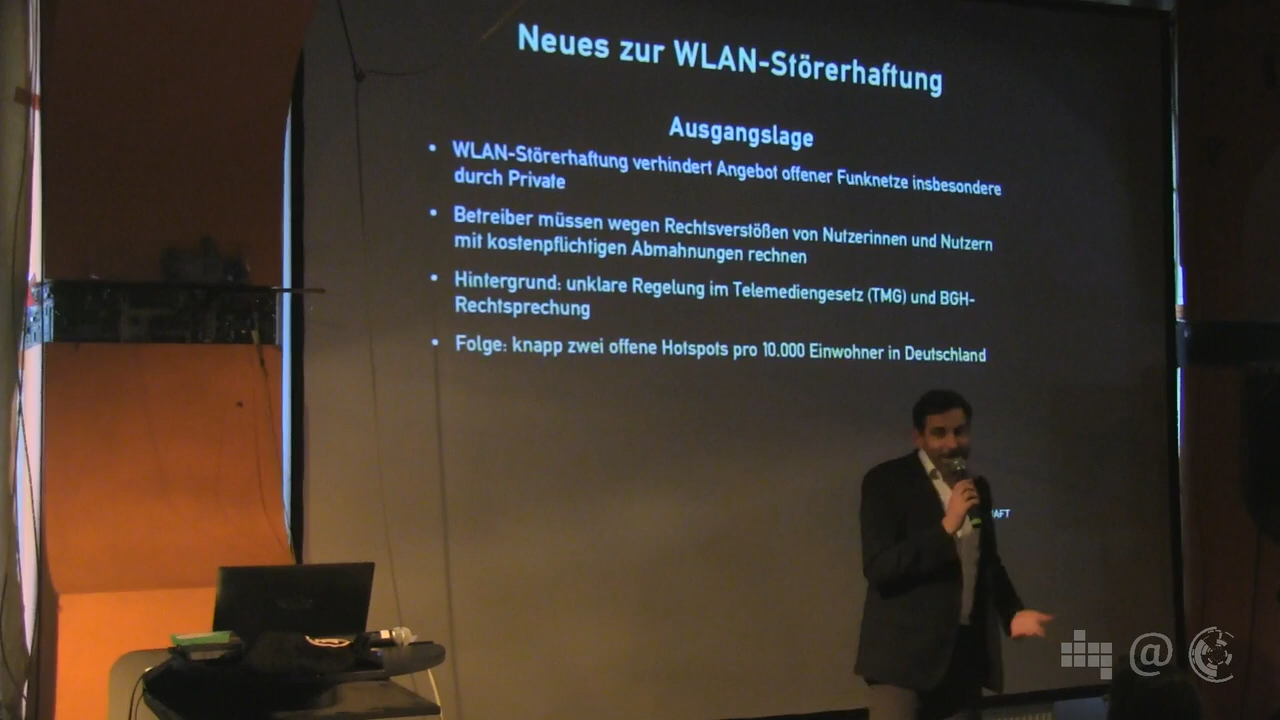 Neues zur WLAN-Störerhaftung
Ausgangslage
• WLAN-Störerhaftung verhindert Angebot offener Funknetze insbesondere
durch Private
• Betreiber müssen wegen Rechtsverstößen von Nutzerinnen und Nutzern
mit kostenpflichtigen Abmahnungen rechnen
• Hintergrund: unklare Regelung im Telemediengesetz (TMG) und BGH-
Rechtsprechung
• Folge: knapp zwei offene Hotspots pro 10.000 Einwohner in Deutschland
AFT
@